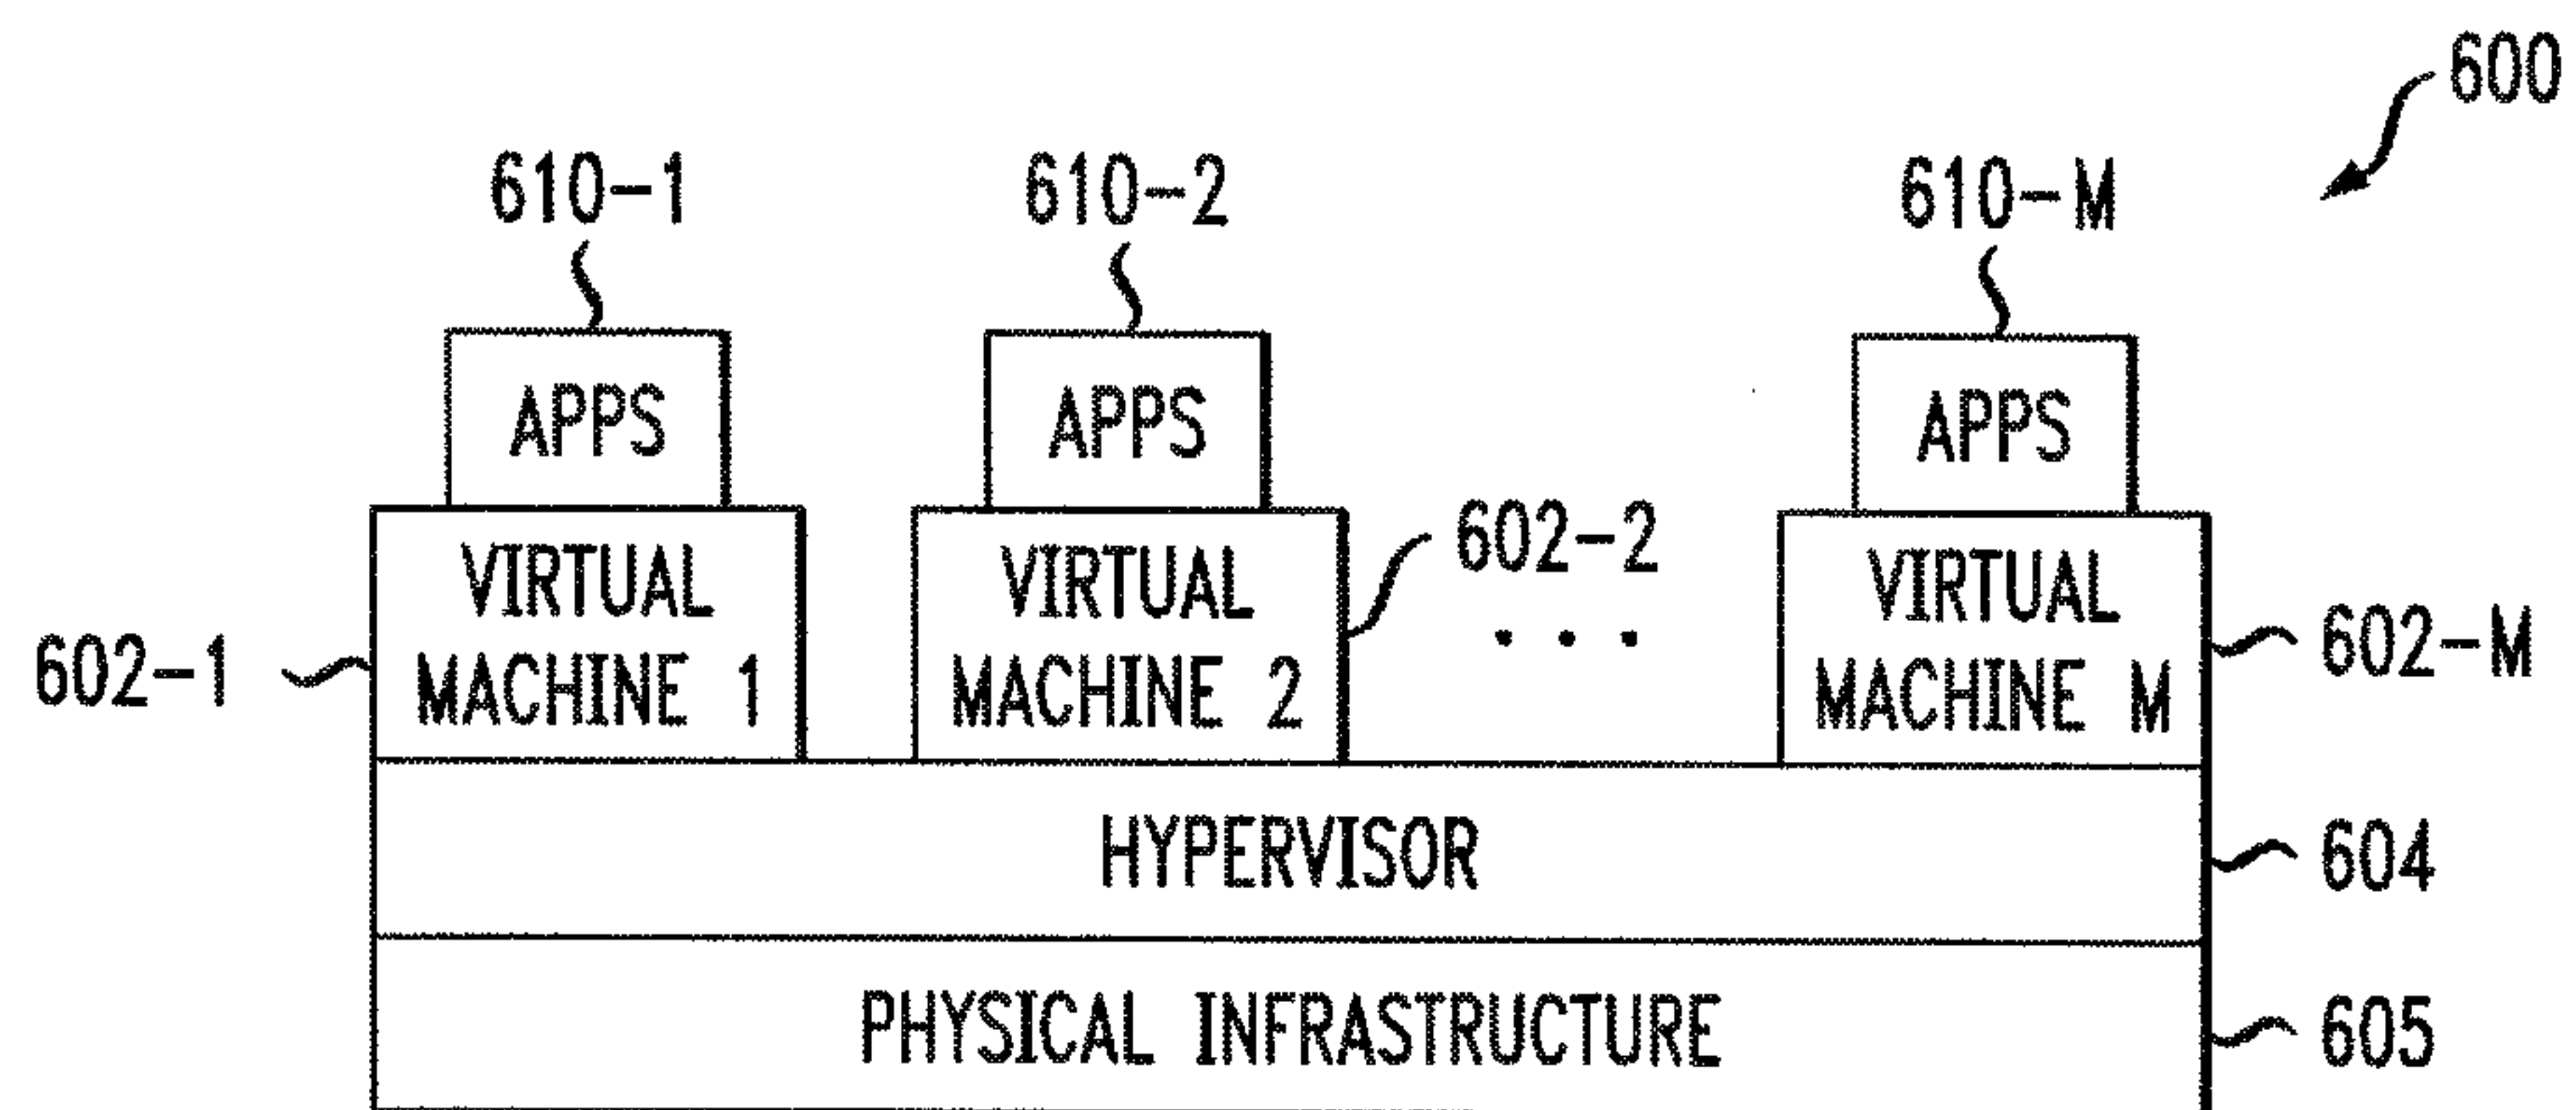 600
610-1
610-2
610-M
APPS
APPS
APPS
602-1
VIRTUAL
MACHINE 1
VIRTUAL
MACHINE 2
602-2
. . .
VIRTUAL
MACHINE M
602-M
HYPERVISOR
604
PHYSICAL INFRASTRUCTURE
605